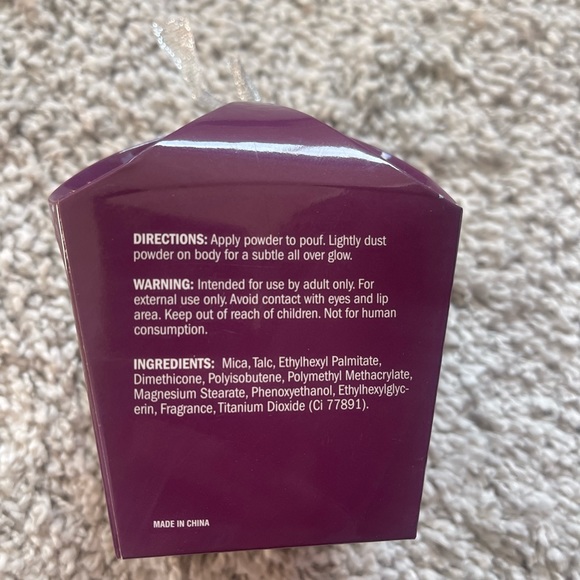 DIRECTIONS: Apply powder to pouf. Lightly dust
powder on body for a subtle all over glow.
WARNING: Intended for use by adult only. For
external use only. Avoid contact with eyes and lip
area. Keep out of reach of children. Not for human
consumption.
INGREDIENTS: Mica, Talc, Ethylhexyl Palmitate,
Dimethicone, Polyisobutene, Polymethyl Methacrylate,
Magnesium Stearate, Phenoxyethanol, Ethylhexylglyc-
erin, Fragrance, Titanium Dioxide (Ci 77891).
MADE IN CHINA